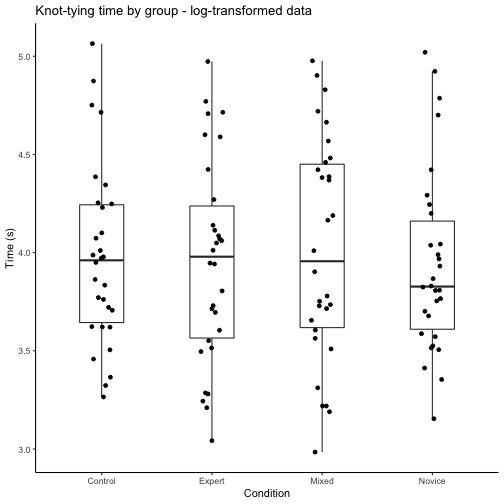 Knot-tying time by group - log-transformed data
Time (s)
5.0
4.5
4.0
3.5
3.0
Control Expert Mixed Novice
Condition